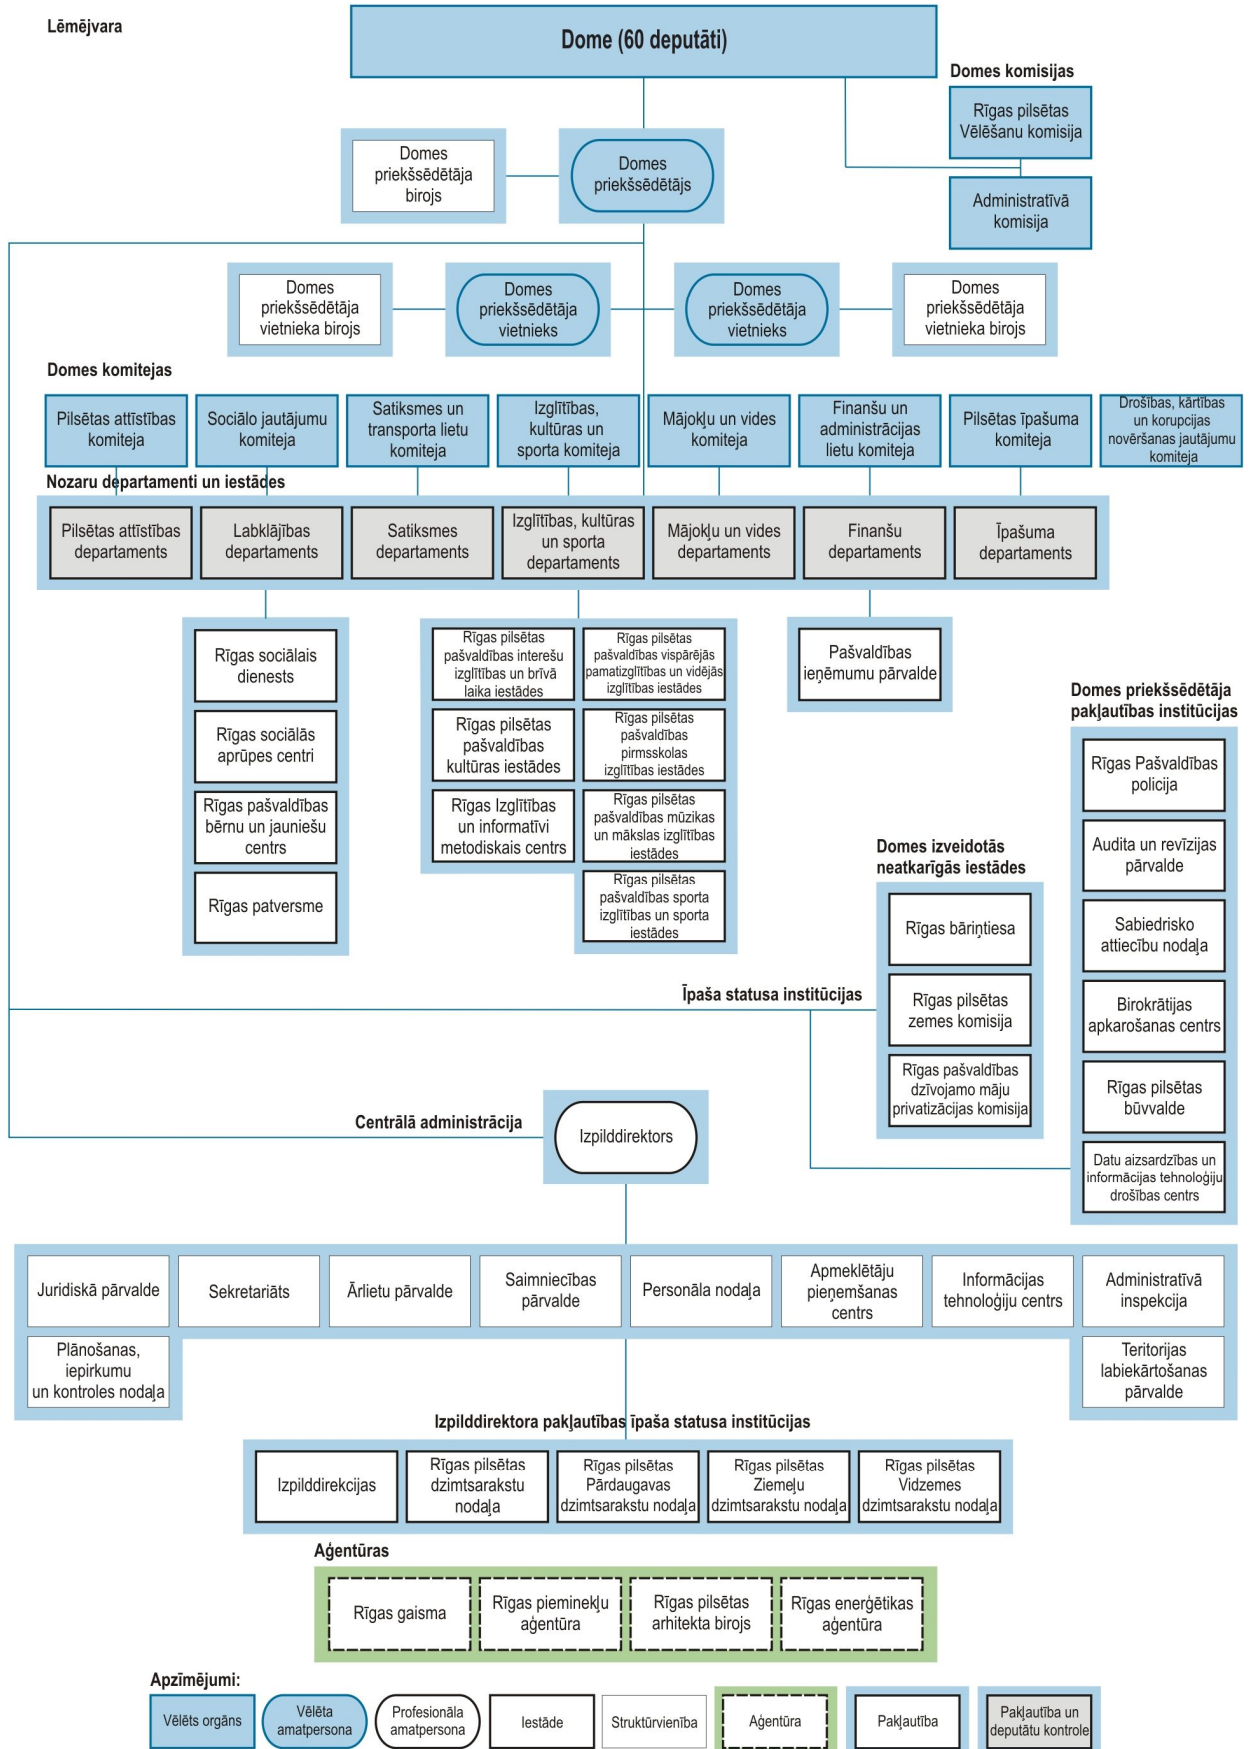 Lēmējvara
Dome (60 deputāti)
Domes komisijas
Rīgas pilsētas
Vēlēšanu komisija
Administratīvā
komisija
Domes
priekšsēdētāja
birojs
Domes
priekšsēdētājs
Domes
priekšsēdētāja
vietnieka birojs
Domes
priekšsēdētāja
vietnieks
Domes
priekšsēdētāja
vietnieks
Domes
priekšsēdētāja
vietnieka birojs
Domes komitejas
Pilsētas attīstības
komiteja
Sociālo jautājumu
komiteja
Satiksmes un
transporta lietu
komiteja
Izglītības,
kultūras un
sporta komiteja
Mājokļu un vides
komiteja
Finanšu un
administrācijas
lietu komiteja
Pilsētas īpašuma
komiteja
Drošības, kārtības
un korupcijas
novēršanas jautājumu
komiteja
Nozaru departamenti un iestādes
Pilsētas attīstības
departaments
Labklājības
departaments
Satiksmes
departaments
Izglītības, kultūras
un sporta
departaments
Mājokļu un vides
departaments
Finanšu
departaments
Īpašuma
departaments
Rīgas sociālais
dienests
Rīgas sociālās
aprūpes centri
Rīgas pašvaldības
bērnu un jauniešu
centrs
Rīgas patversme
Rīgas pilsētas
pašvaldības interešu
izglītības un brīvā
laika iestādes
Rīgas pilsētas
pašvaldības
kultūras iestādes
Rīgas Izglītības
un informatīvi
metodiskais centrs
Rīgas pilsētas
pašvaldības vispārējās
pamatizglītības un vidējās
izglītības iestādes
Rīgas pilsētas
pašvaldības
pirmsskolas
izglītības iestādes
Rīgas pilsētas
pašvaldības mūzikas
un mākslas izglītības
iestādes
Rīgas pilsētas
pašvaldības sporta
izglītības un sporta
iestādes
Pašvaldības
ieņēmumu pārvalde
Domes priekšsēdētāja
pakļautības institūcijas
Rīgas Pašvaldības
policija
Audita un revīzijas
pārvalde
Sabiedrisko
attiecību nodaļa
Birokrātijas
apkarošanas centrs
Rīgas pilsētas
būvvalde
Datu aizsardzības un
informācijas tehnoloģiju
drošības centrs
Domes izveidotās
neatkarīgās iestādes
Rīgas bāriņtiesa
Rīgas pilsētas
zemes komisija
Rīgas pašvaldības
dzīvojamo māju
privatizācijas komisija
Īpaša statusa institūcijas
Centrālā administrācija
Izpilddirektors
Juridiskā pārvalde
Sekretariāts
Ārlietu pārvalde
Saimniecības
pārvalde
Personāla nodaļa
Apmeklētāju
pieņemšanas
centrs
Informācijas
tehnoloģiju centrs
Administratīvā
inspekcija
Plānošanas,
iepirkumu
un kontroles nodaļa
Teritorijas
labiekārtošanas
pārvalde
Izpilddirektora pakļautības īpaša statusa institūcijas
Izpilddirekcijas
Rīgas pilsētas
dzimtsarakstu
nodaļa
Rīgas pilsētas
Pārdaugavas
dzimtsarakstu nodaļa
Rīgas pilsētas
Ziemeļu
dzimtsarakstu nodaļa
Rīgas pilsētas
Vidzemes
dzimtsarakstu nodaļa
Aģentūras
Rīgas gaisma
Rīgas pieminekļu
aģentūra
Rīgas pilsētas
arhitekta birojs
Rīgas enerģētikas
aģentūra
Apzīmējumi:
Vēlēts orgāns
Vēlēta
amatpersona
Profesionāla
amatpersona
Iestāde
Struktūrvienība
Aģentūra
Pakļautība
Pakļautība un
deputātu kontrole